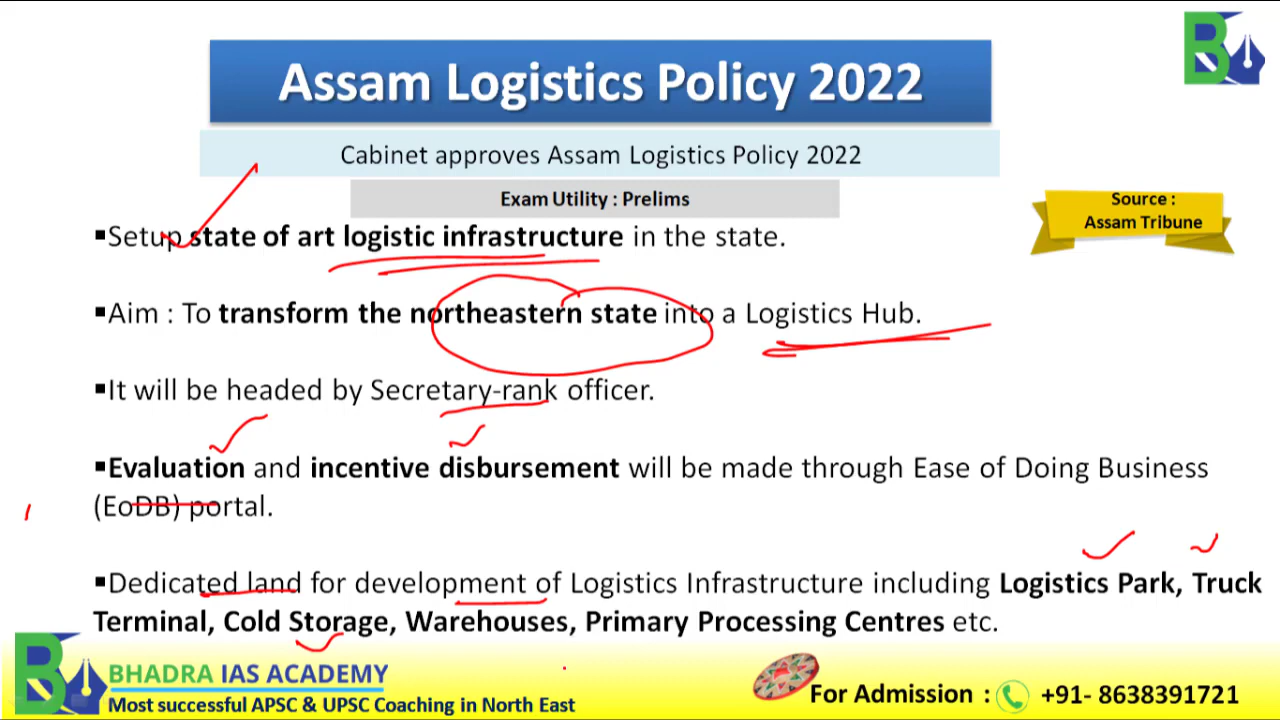 Assam Logistics Policy 2022
Cabinet approves Assam Logistics Policy 2022
Exam Utility : Prelims
Source :
Assam Tribune
▪Setup state of art logistic infrastructure in the state.
▪Aim : To transform the northeastern state into a Logistics Hub.
▪It will be headed by Secretary-rank officer.
▪Evaluation and incentive disbursement will be made through Ease of Doing Business
(EoDB) portal.
▪Dedicated land for development of Logistics Infrastructure including Logistics Park, Truck
Terminal, Cold Storage, Warehouses, Primary Processing Centres etc.
BHADRA IAS ACADEMY
Most successful APSC & UPSC Coaching in North East
For Admission : +91- 8638391721